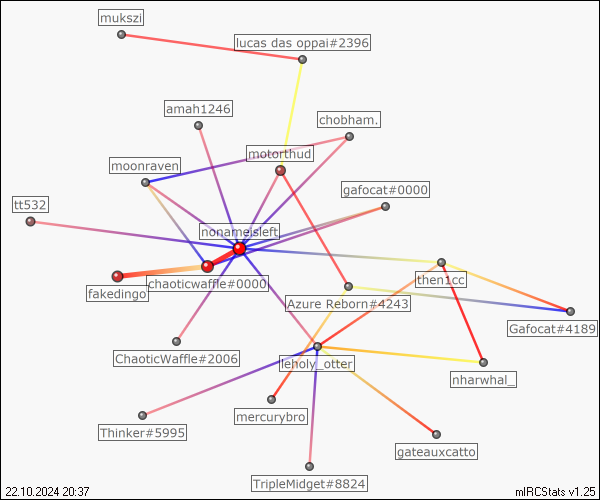 mukszi
lucas das oppai#2396
amah1246
chobham.
motorthud
moonraven
gafocat#0000
tt532
nonameisleft
then1cc
chaoticwaffle#0000
fakedingo
Azure Reborn#4243
Gafocat#4189
ChaoticWaffle#2006
leholy_otter
nharwhal_
mercurybro
Thinker#5995
gateauxcatto
TripleMidget#8824
22.10.2024 20:37
mIRCStats v1.25